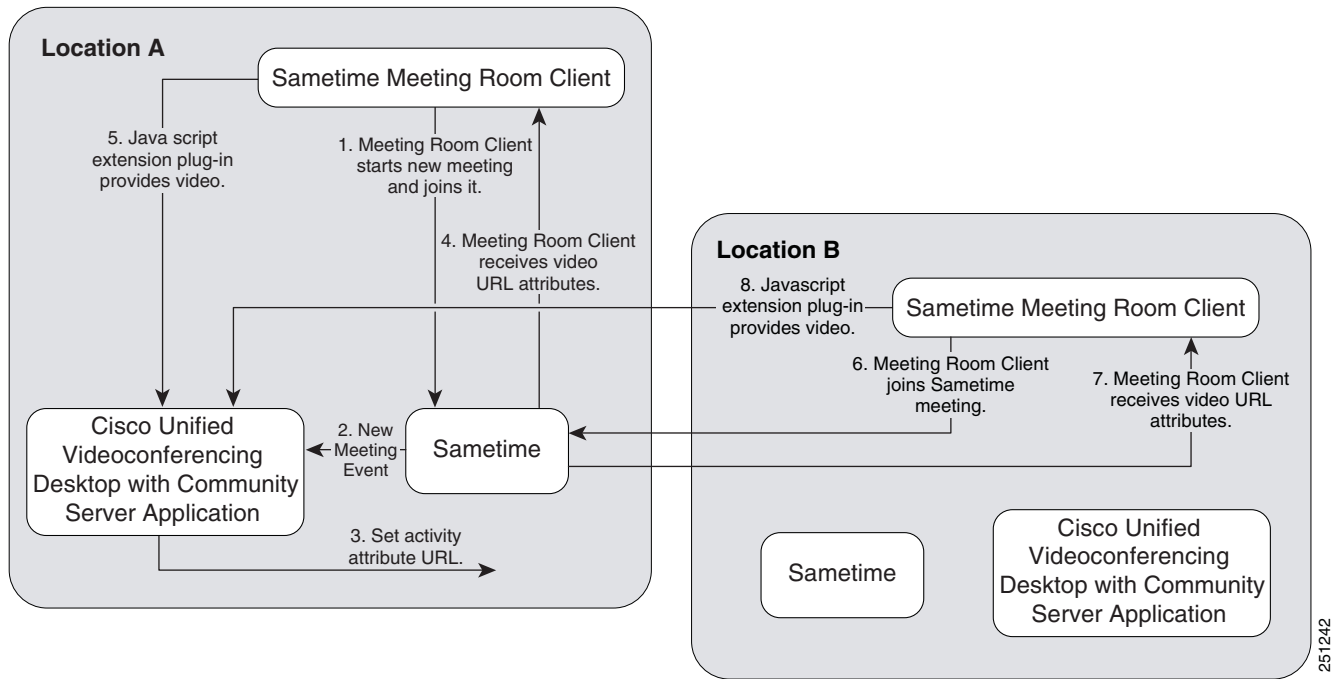 Location A
Sametime Meeting Room Client
5. Java script
extension plug-in
provides video.
1. Meeting Room Client
starts new meeting
and joins it.
4. Meeting Room Client
receives video
URL attributes.
Cisco Unified
Videoconferencing
Desktop with Community
Server Application
2. New
Meeting
Event
Sametime
3. Set activity
attribute URL.
Location B
8. Javascript
extension plug-in
provides video.
Sametime Meeting Room Client
6. Meeting Room Client
joins Sametime
meeting.
7. Meeting Room Client
receives video URL
attributes.
Sametime
Cisco Unified
Videoconferencing
Desktop with Community
Server Application
251242